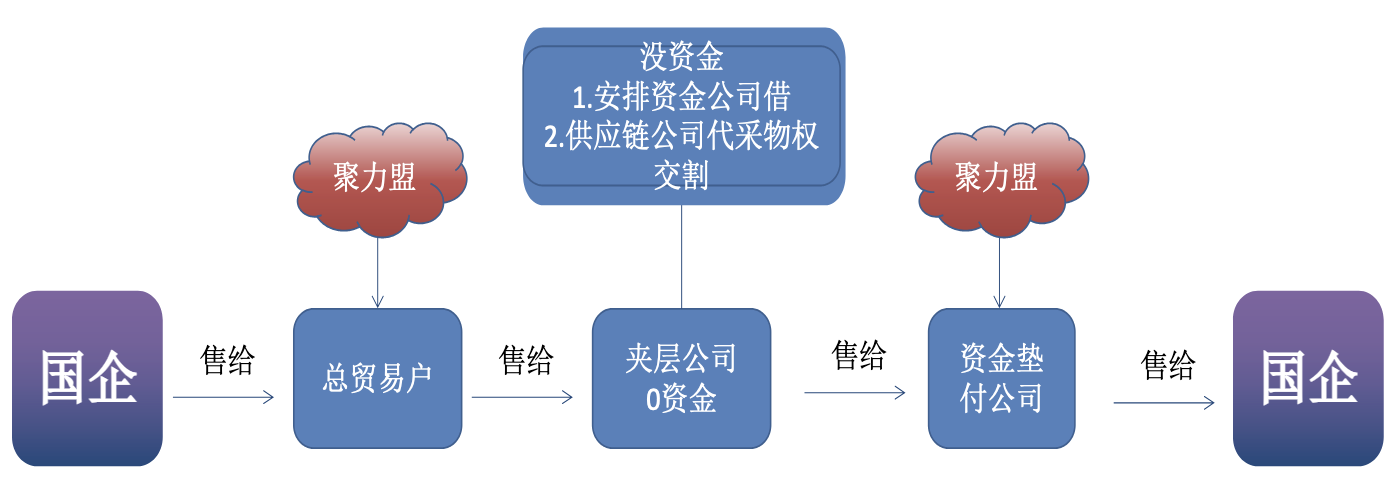 没资金
1.安排资金公司借
2.供应链公司代采物权
交割
聚力盟
聚力盟
国企
售给
总贸易户
售给
夹层公司
0资金
售给
资金垫
付公司
售给
国企